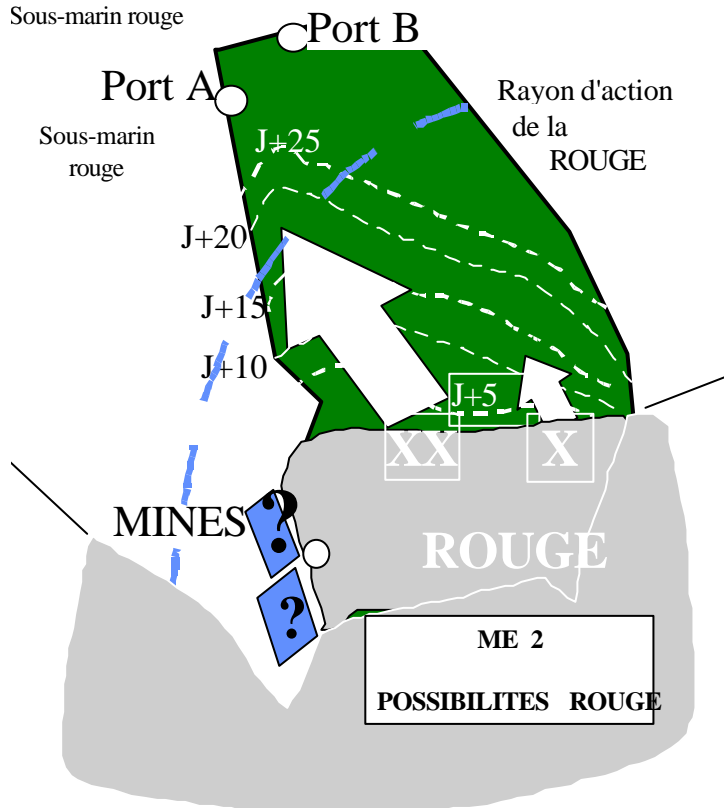 Sous-marin rouge
Port B
Port A
Rayon d'action
de la
ROUGE
Sous-marin
rouge
J+25
J+20
J+15
J+10
J+5
XX
X
MINES
?
ROUGE
?
ME 2
POSSIBILITES ROUGE